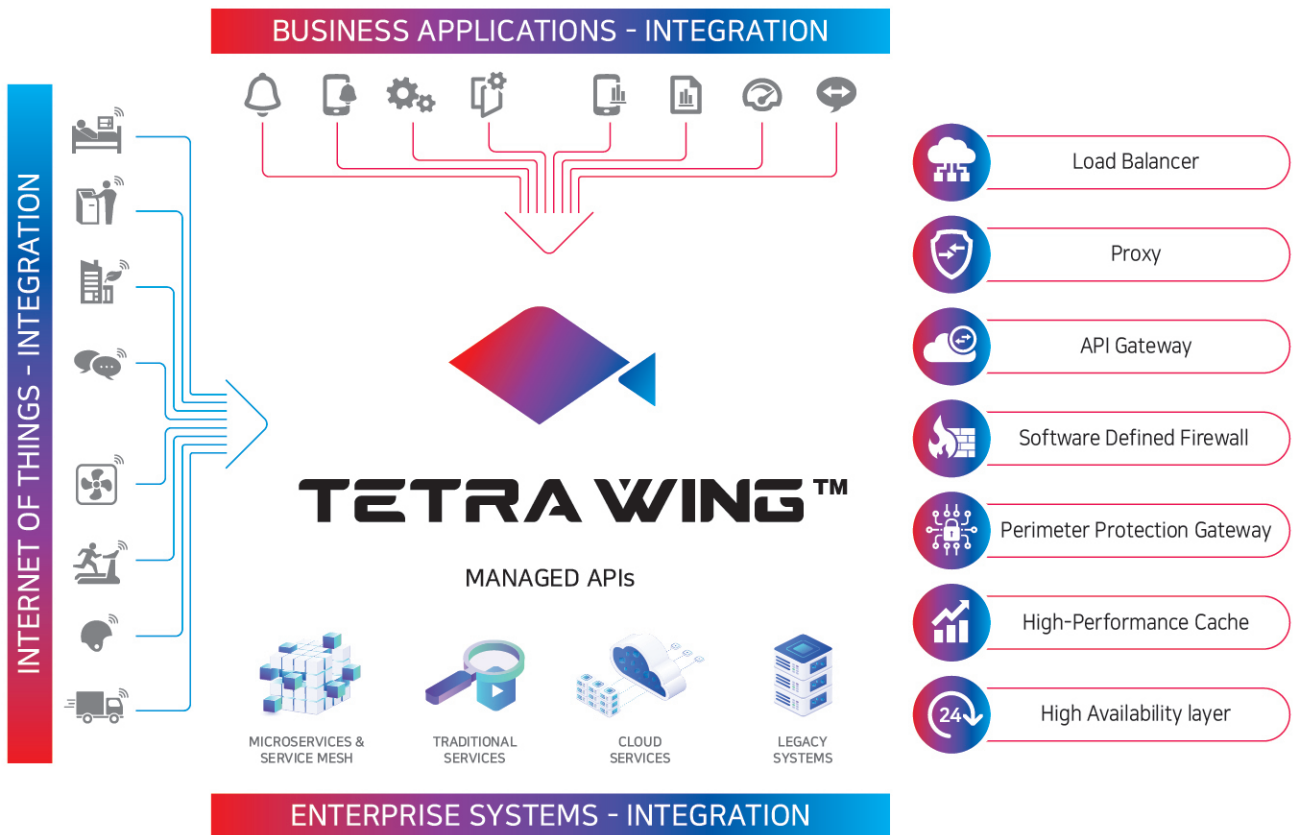 BUSINESS APPLICATIONS - INTEGRATION
INTERNET OF THINGS - INTEGRATION
TETRA WING™
MANAGED APIs
MICROSERVICES &
SERVICE MESH
TRADITIONAL
SERVICES
CLOUD
SERVICES
LEGACY
SYSTEMS
ENTERPRISE SYSTEMS - INTEGRATION
Load Balancer
Proxy
API Gateway
Software Defined Firewall
Perimeter Protection Gateway
High-Performance Cache
24
High Availability layer